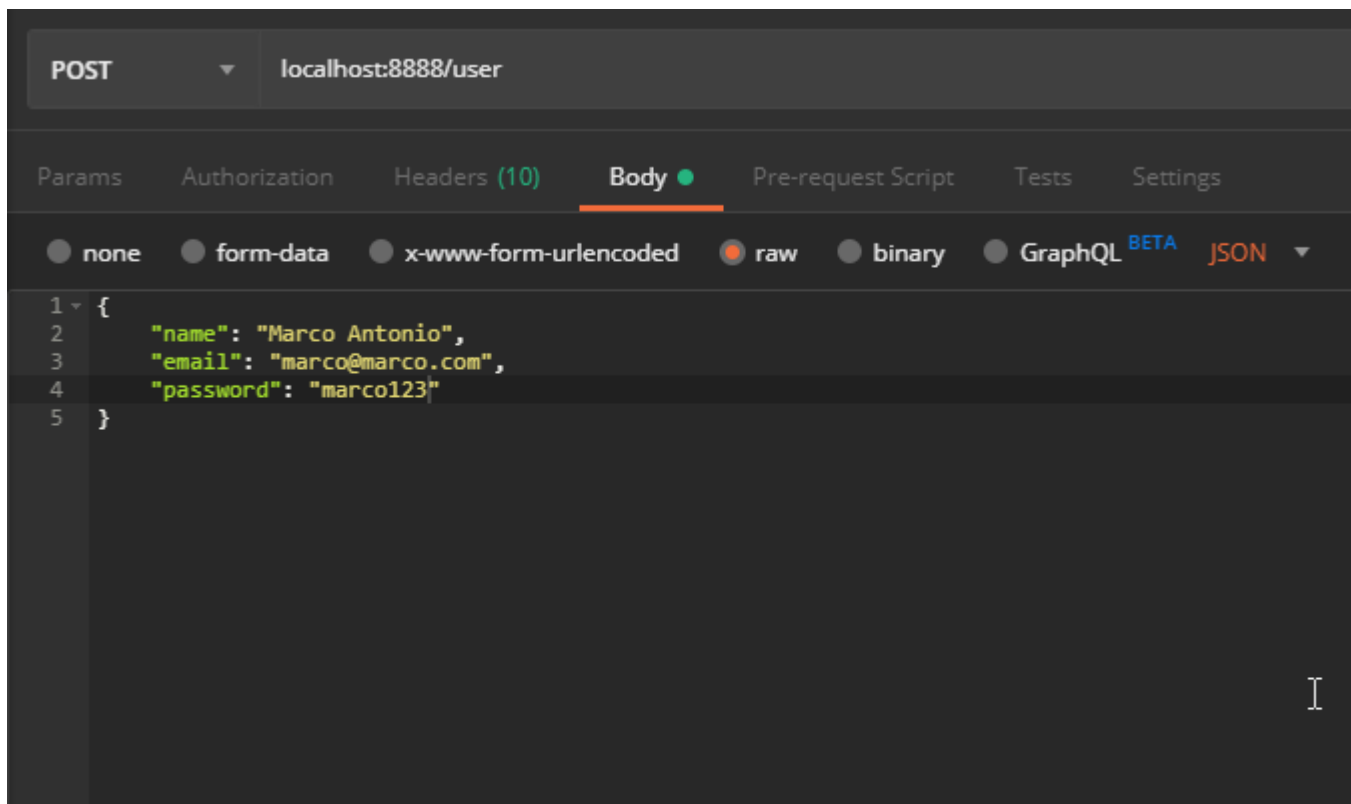 POST localhost:8888/user
Params Authorization Headers (10) Body Pre-request Script Tests Settings
none form-data x-www-form-urlencoded raw binary GraphQL BETA JSON
1 {
2 "name": "Marco Antonio",
3 "email": "marco@marco.com",
4 "password": "marco123"
5 }